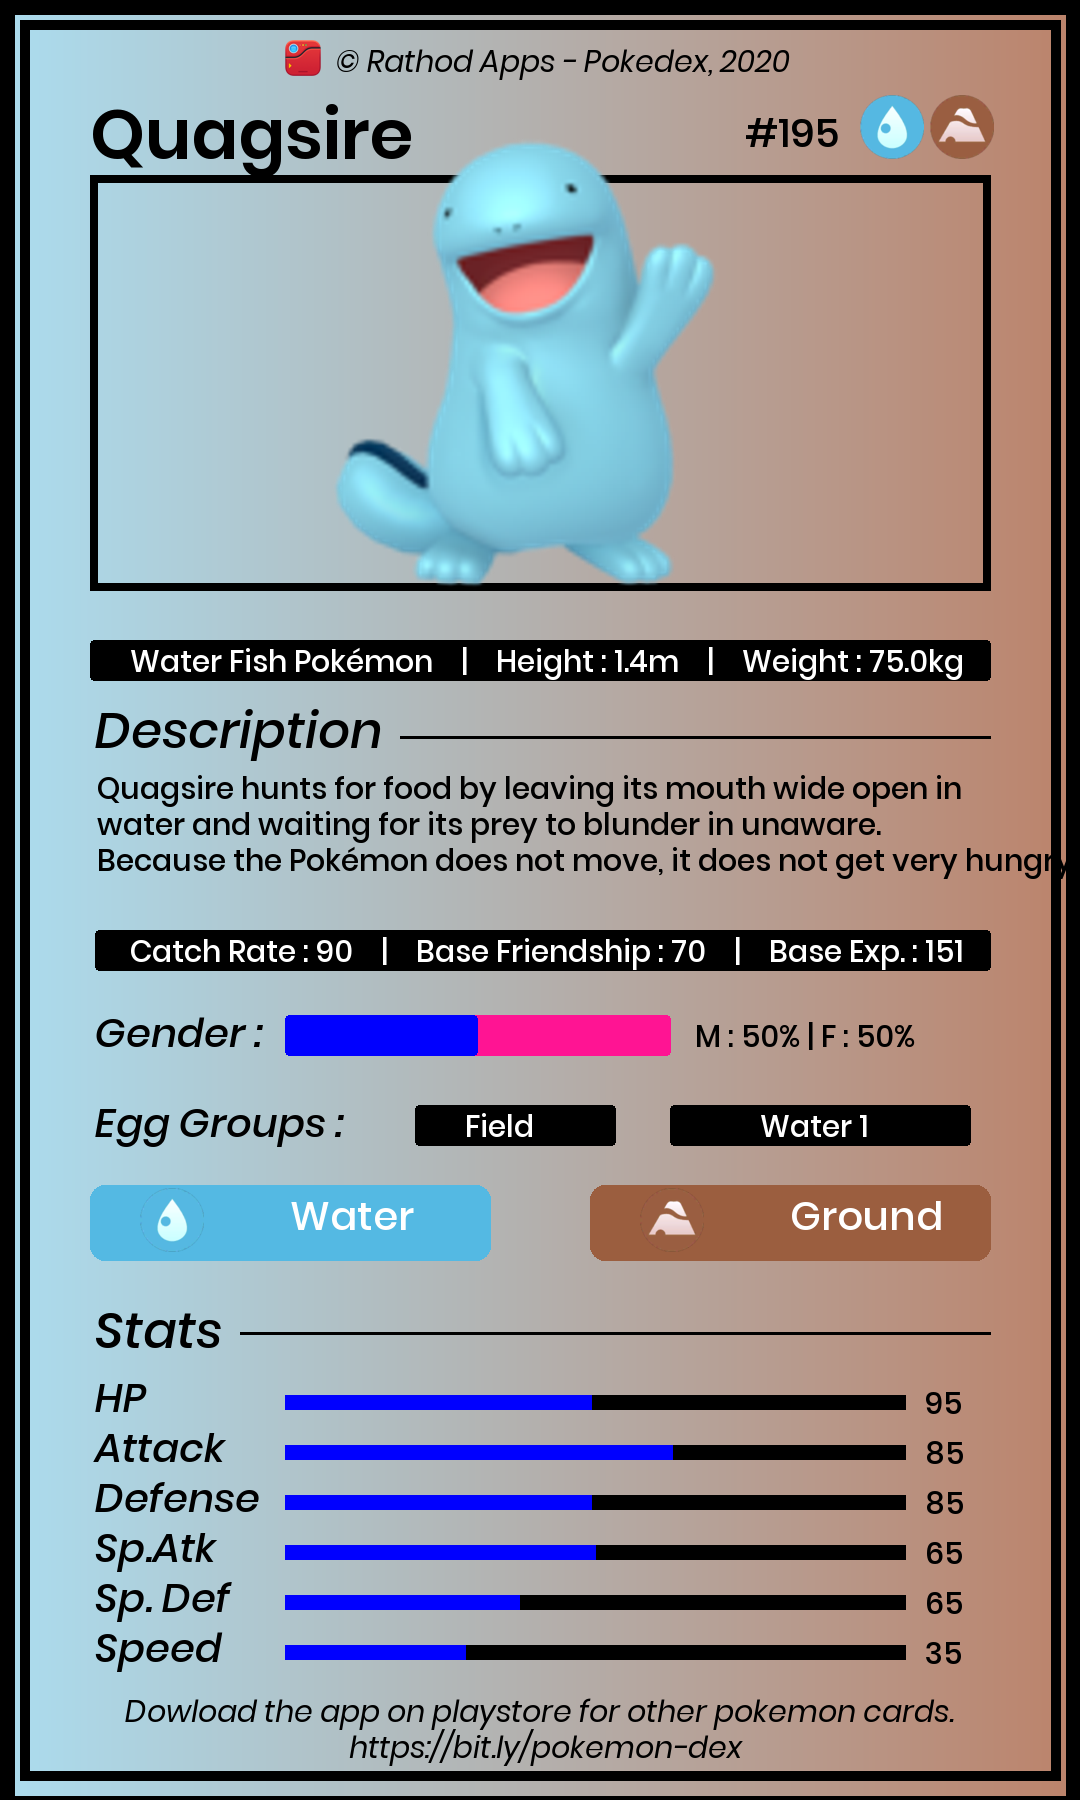 © Rathod Apps - Pokedex, 2020
Quagsire
#195
Water Fish Pokémon | Height : 1.4m | Weight : 75.0kg
Description
Quagsire hunts for food by leaving its mouth wide open in
water and waiting for its prey to blunder in unaware.
Because the Pokémon does not move, it does not get very hungry
Catch Rate : 90 | Base Friendship : 70 | Base Exp. : 151
Gender : M : 50% | F : 50%
Egg Groups : Field Water 1
Water Ground
Stats
HP 95
Attack 85
Defense 85
Sp.Atk 65
Sp. Def 65
Speed 35
Dowload the app on playstore for other pokemon cards.
https://bit.ly/pokemon-dex